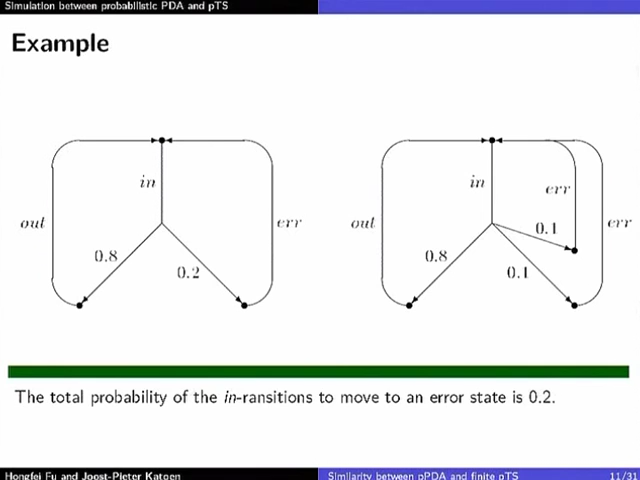 Simulation between probabilistic PDA and pTS
Example
in
out
err
0.8
0.2
in
err
out
err
0.1
0.8
0.1
The total probability of the in-ransitions to move to an error state is 0.2.
Hongfei Fu and Joost-Pieter Katoen
Similarity between pPDA and finite pTS
11/31